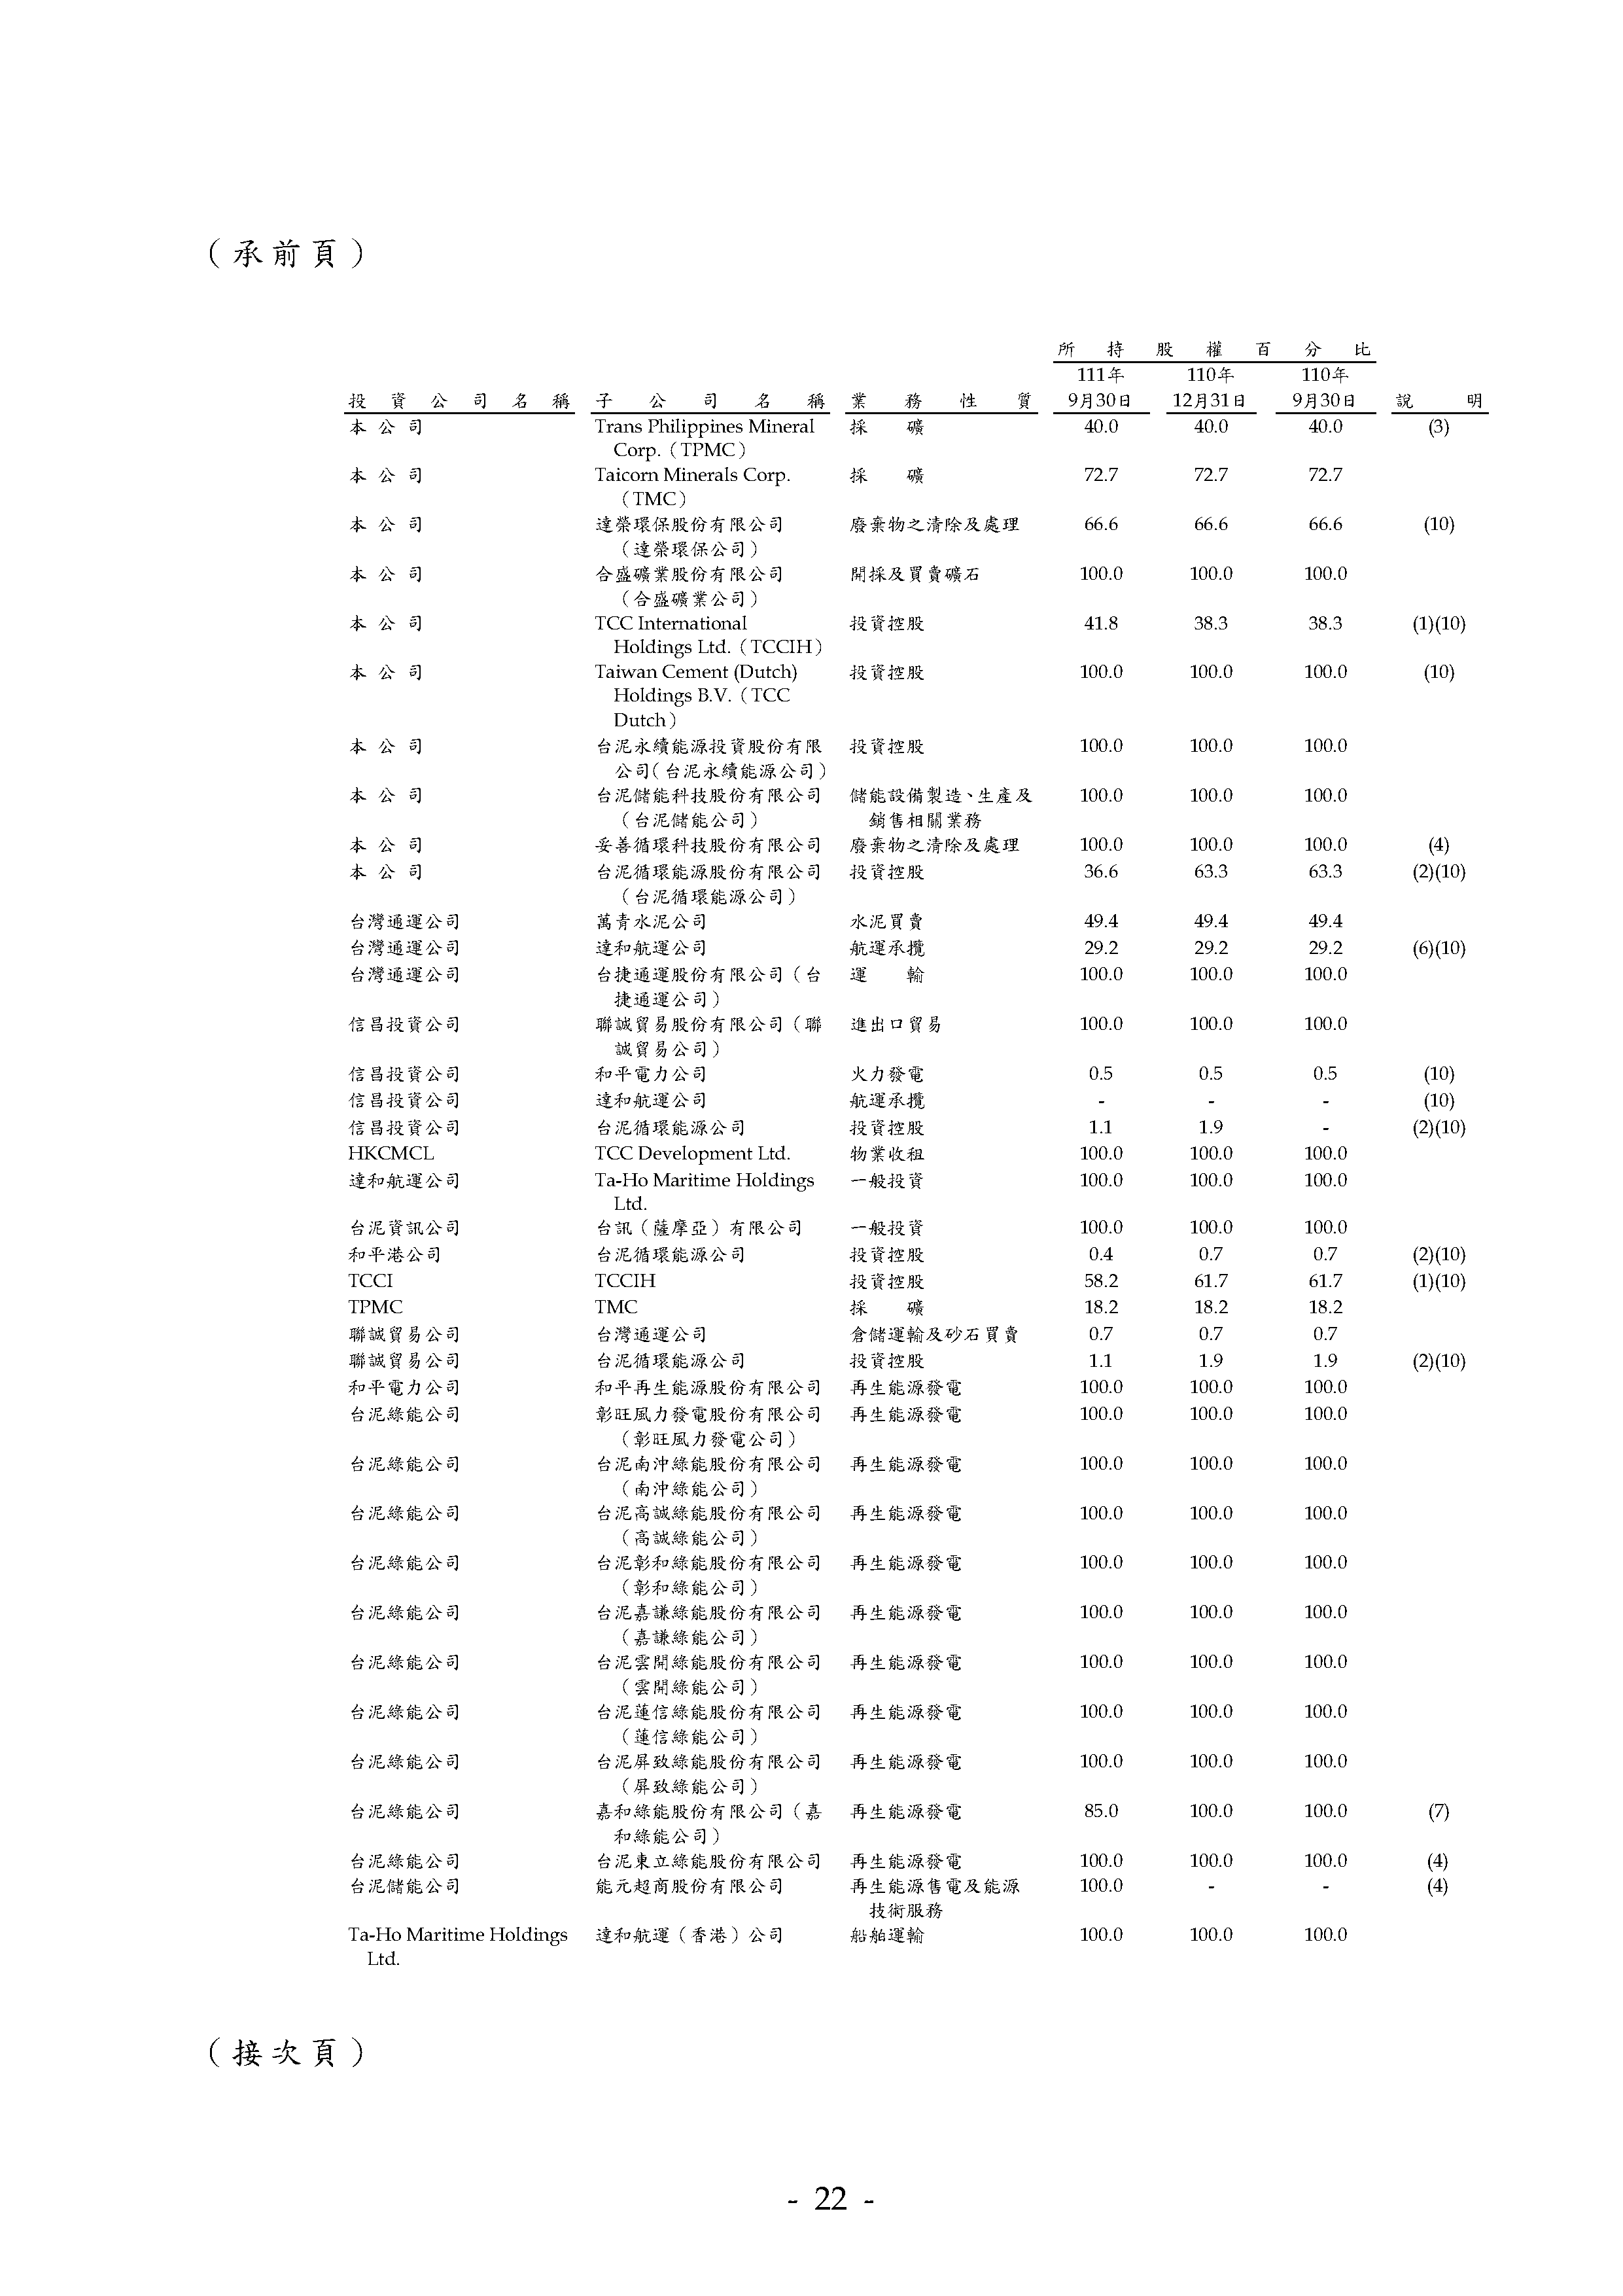 （承前頁）
所持股權百分比
111年 110年 110年
投資公司名稱 子公司名稱 業務性質 9月30日 12月31日 9月30日 說明
本公司 Trans Philippines Mineral 採礦 40.0 40.0 40.0 (3)
Corp.（TPMC）
本公司 Taicorn Minerals Corp. 採礦 72.7 72.7 72.7
（TMC）
本公司 達榮環保股份有限公司 廢棄物之清除及處理 66.6 66.6 66.6 (10)
（達榮環保公司）
本公司 合盛礦業股份有限公司 開採及買賣礦石 100.0 100.0 100.0
（合盛礦業公司）
本公司 TCC International 投資控股 41.8 38.3 38.3 (1)(10)
Holdings Ltd.（TCCIH）
本公司 Taiwan Cement (Dutch) 投資控股 100.0 100.0 100.0 (10)
Holdings B.V.（TCC
Dutch）
本公司 台泥永續能源投資股份有限 投資控股 100.0 100.0 100.0
公司（台泥永續能源公司）
本公司 台泥儲能科技股份有限公司 儲能設備製造、生產及 100.0 100.0 100.0
（台泥儲能公司） 銷售相關業務
本公司 妥善循環科技股份有限公司 廢棄物之清除及處理 100.0 100.0 100.0 (4)
本公司 台泥循環能源股份有限公司 投資控股 36.6 63.3 63.3 (2)(10)
（台泥循環能源公司）
台灣通運公司 萬青水泥公司 水泥買賣 49.4 49.4 49.4
台灣通運公司 達和航運公司 航運承攬 29.2 29.2 29.2 (6)(10)
台灣通運公司 台捷通運股份有限公司（台 運輸 100.0 100.0 100.0
捷通運公司）
信昌投資公司 聯誠貿易股份有限公司（聯 進出口貿易 100.0 100.0 100.0
誠貿易公司）
信昌投資公司 和平電力公司 火力發電 0.5 0.5 0.5 (10)
信昌投資公司 達和航運公司 航運承攬 - - - (10)
信昌投資公司 台泥循環能源公司 投資控股 1.1 1.9 - (2)(10)
HKCMCL TCC Development Ltd. 物業收租 100.0 100.0 100.0
達和航運公司 Ta-Ho Maritime Holdings 一般投資 100.0 100.0 100.0
Ltd.
台泥資訊公司 台訊（薩摩亞）有限公司 一般投資 100.0 100.0 100.0
和平港公司 台泥循環能源公司 投資控股 0.4 0.7 0.7 (2)(10)
TCCI TCCIH 投資控股 58.2 61.7 61.7 (1)(10)
TPMC TMC 採礦 18.2 18.2 18.2
聯誠貿易公司 台灣通運公司 倉儲運輸及砂石買賣 0.7 0.7 0.7
聯誠貿易公司 台泥循環能源公司 投資控股 1.1 1.9 1.9 (2)(10)
和平電力公司 和平再生能源股份有限公司 再生能源發電 100.0 100.0 100.0
台泥綠能公司 彰旺風力發電股份有限公司 再生能源發電 100.0 100.0 100.0
（彰旺風力發電公司）
台泥綠能公司 台泥南沖綠能股份有限公司 再生能源發電 100.0 100.0 100.0
（南沖綠能公司）
台泥綠能公司 台泥高誠綠能股份有限公司 再生能源發電 100.0 100.0 100.0
（高誠綠能公司）
台泥綠能公司 台泥彰和綠能股份有限公司 再生能源發電 100.0 100.0 100.0
（彰和綠能公司）
台泥綠能公司 台泥嘉謙綠能股份有限公司 再生能源發電 100.0 100.0 100.0
（嘉謙綠能公司）
台泥綠能公司 台泥雲開綠能股份有限公司 再生能源發電 100.0 100.0 100.0
（雲開綠能公司）
台泥綠能公司 台泥蓮信綠能股份有限公司 再生能源發電 100.0 100.0 100.0
（蓮信綠能公司）
台泥綠能公司 台泥屏致綠能股份有限公司 再生能源發電 100.0 100.0 100.0
（屏致綠能公司）
台泥綠能公司 嘉和綠能股份有限公司（嘉 再生能源發電 85.0 100.0 100.0 (7)
和綠能公司）
台泥綠能公司 台泥東立綠能股份有限公司 再生能源發電 100.0 100.0 100.0 (4)
台泥儲能公司 能元超商股份有限公司 再生能源售電及能源 100.0 - - (4)
技術服務
Ta-Ho Maritime Holdings 達和航運（香港）公司 船舶運輸 100.0 100.0 100.0
Ltd.
（接次頁）
- 22 -